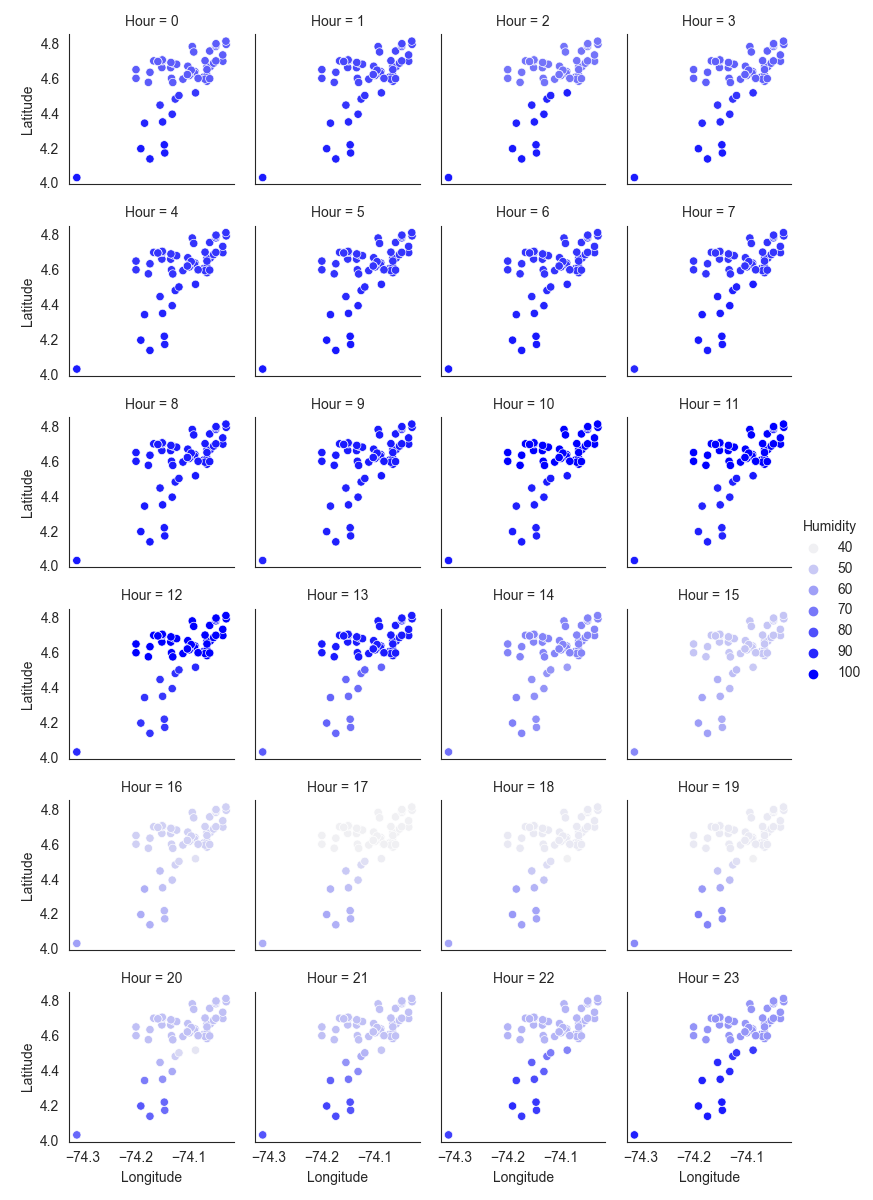 Hour = 0
Hour = 1
Hour = 2
Hour = 3
4.8
4.6
4.4
4.2
4.0
Latitude
Hour = 4
Hour = 5
Hour = 6
Hour = 7
4.8
4.6
4.4
4.2
4.0
Latitude
Hour = 8
Hour = 9
Hour = 10
Hour = 11
4.8
4.6
4.4
4.2
4.0
Latitude
Humidity
40
50
60
70
80
90
100
Hour = 12
Hour = 13
Hour = 14
Hour = 15
4.8
4.6
4.4
4.2
4.0
Latitude
Hour = 16
Hour = 17
Hour = 18
Hour = 19
4.8
4.6
4.4
4.2
4.0
Latitude
Hour = 20
Hour = 21
Hour = 22
Hour = 23
4.8
4.6
4.4
4.2
4.0
Latitude
−74.3 −74.2 −74.1
Longitude
−74.3 −74.2 −74.1
Longitude
−74.3 −74.2 −74.1
Longitude
−74.3 −74.2 −74.1
Longitude